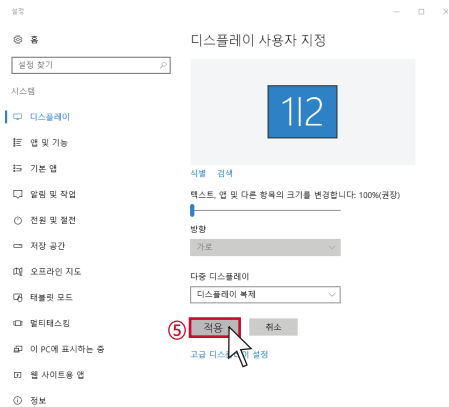 설정
홈
설정 찾기
시스템
디스플레이
앱 및 기능
기본 앱
알림 및 작업
전원 및 절전
저장 공간
오프라인 지도
태블릿 모드
멀티태스킹
이 PC에 표시하는 중
웹 사이트용 앱
정보
디스플레이 사용자 지정
1|2
식별 검색
텍스트, 앱 및 다른 항목의 크기를 변경합니다: 100%(권장)
방향
가로
다중 디스플레이
디스플레이 복제
⑤ 적용 취소
고급 디스플레이 설정